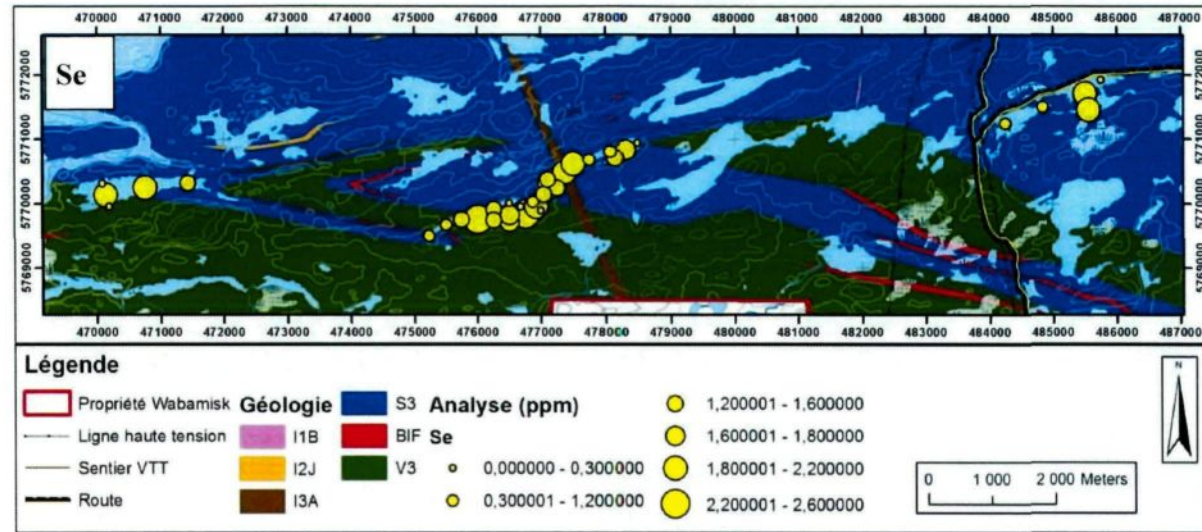 470000 471000 472000 473000 474000 475000 476000 477000 478000 479000 480000 481000 482000 483000 484000 485000 486000 487000
Se
5772000 5771000 5770000 5769000
5772000 5771000 5770000 5769000
470000 471000 472000 473000 474000 475000 476000 477000 478000 479000 480000 481000 482000 483000 484000 485000 486000 487000
Légende
Propriété Wabamisk
Ligne haute tension
Sentier VTT
Route
Géologie
I1B
I2J
I3A
S3
BIF
V3
Analyse (ppm)
Se
0,000000 - 0,300000
0,300001 - 1,200000
1,200001 - 1,600000
1,600001 - 1,800000
1,800001 - 2,200000
2,200001 - 2,600000
N
0 1 000 2 000 Meters